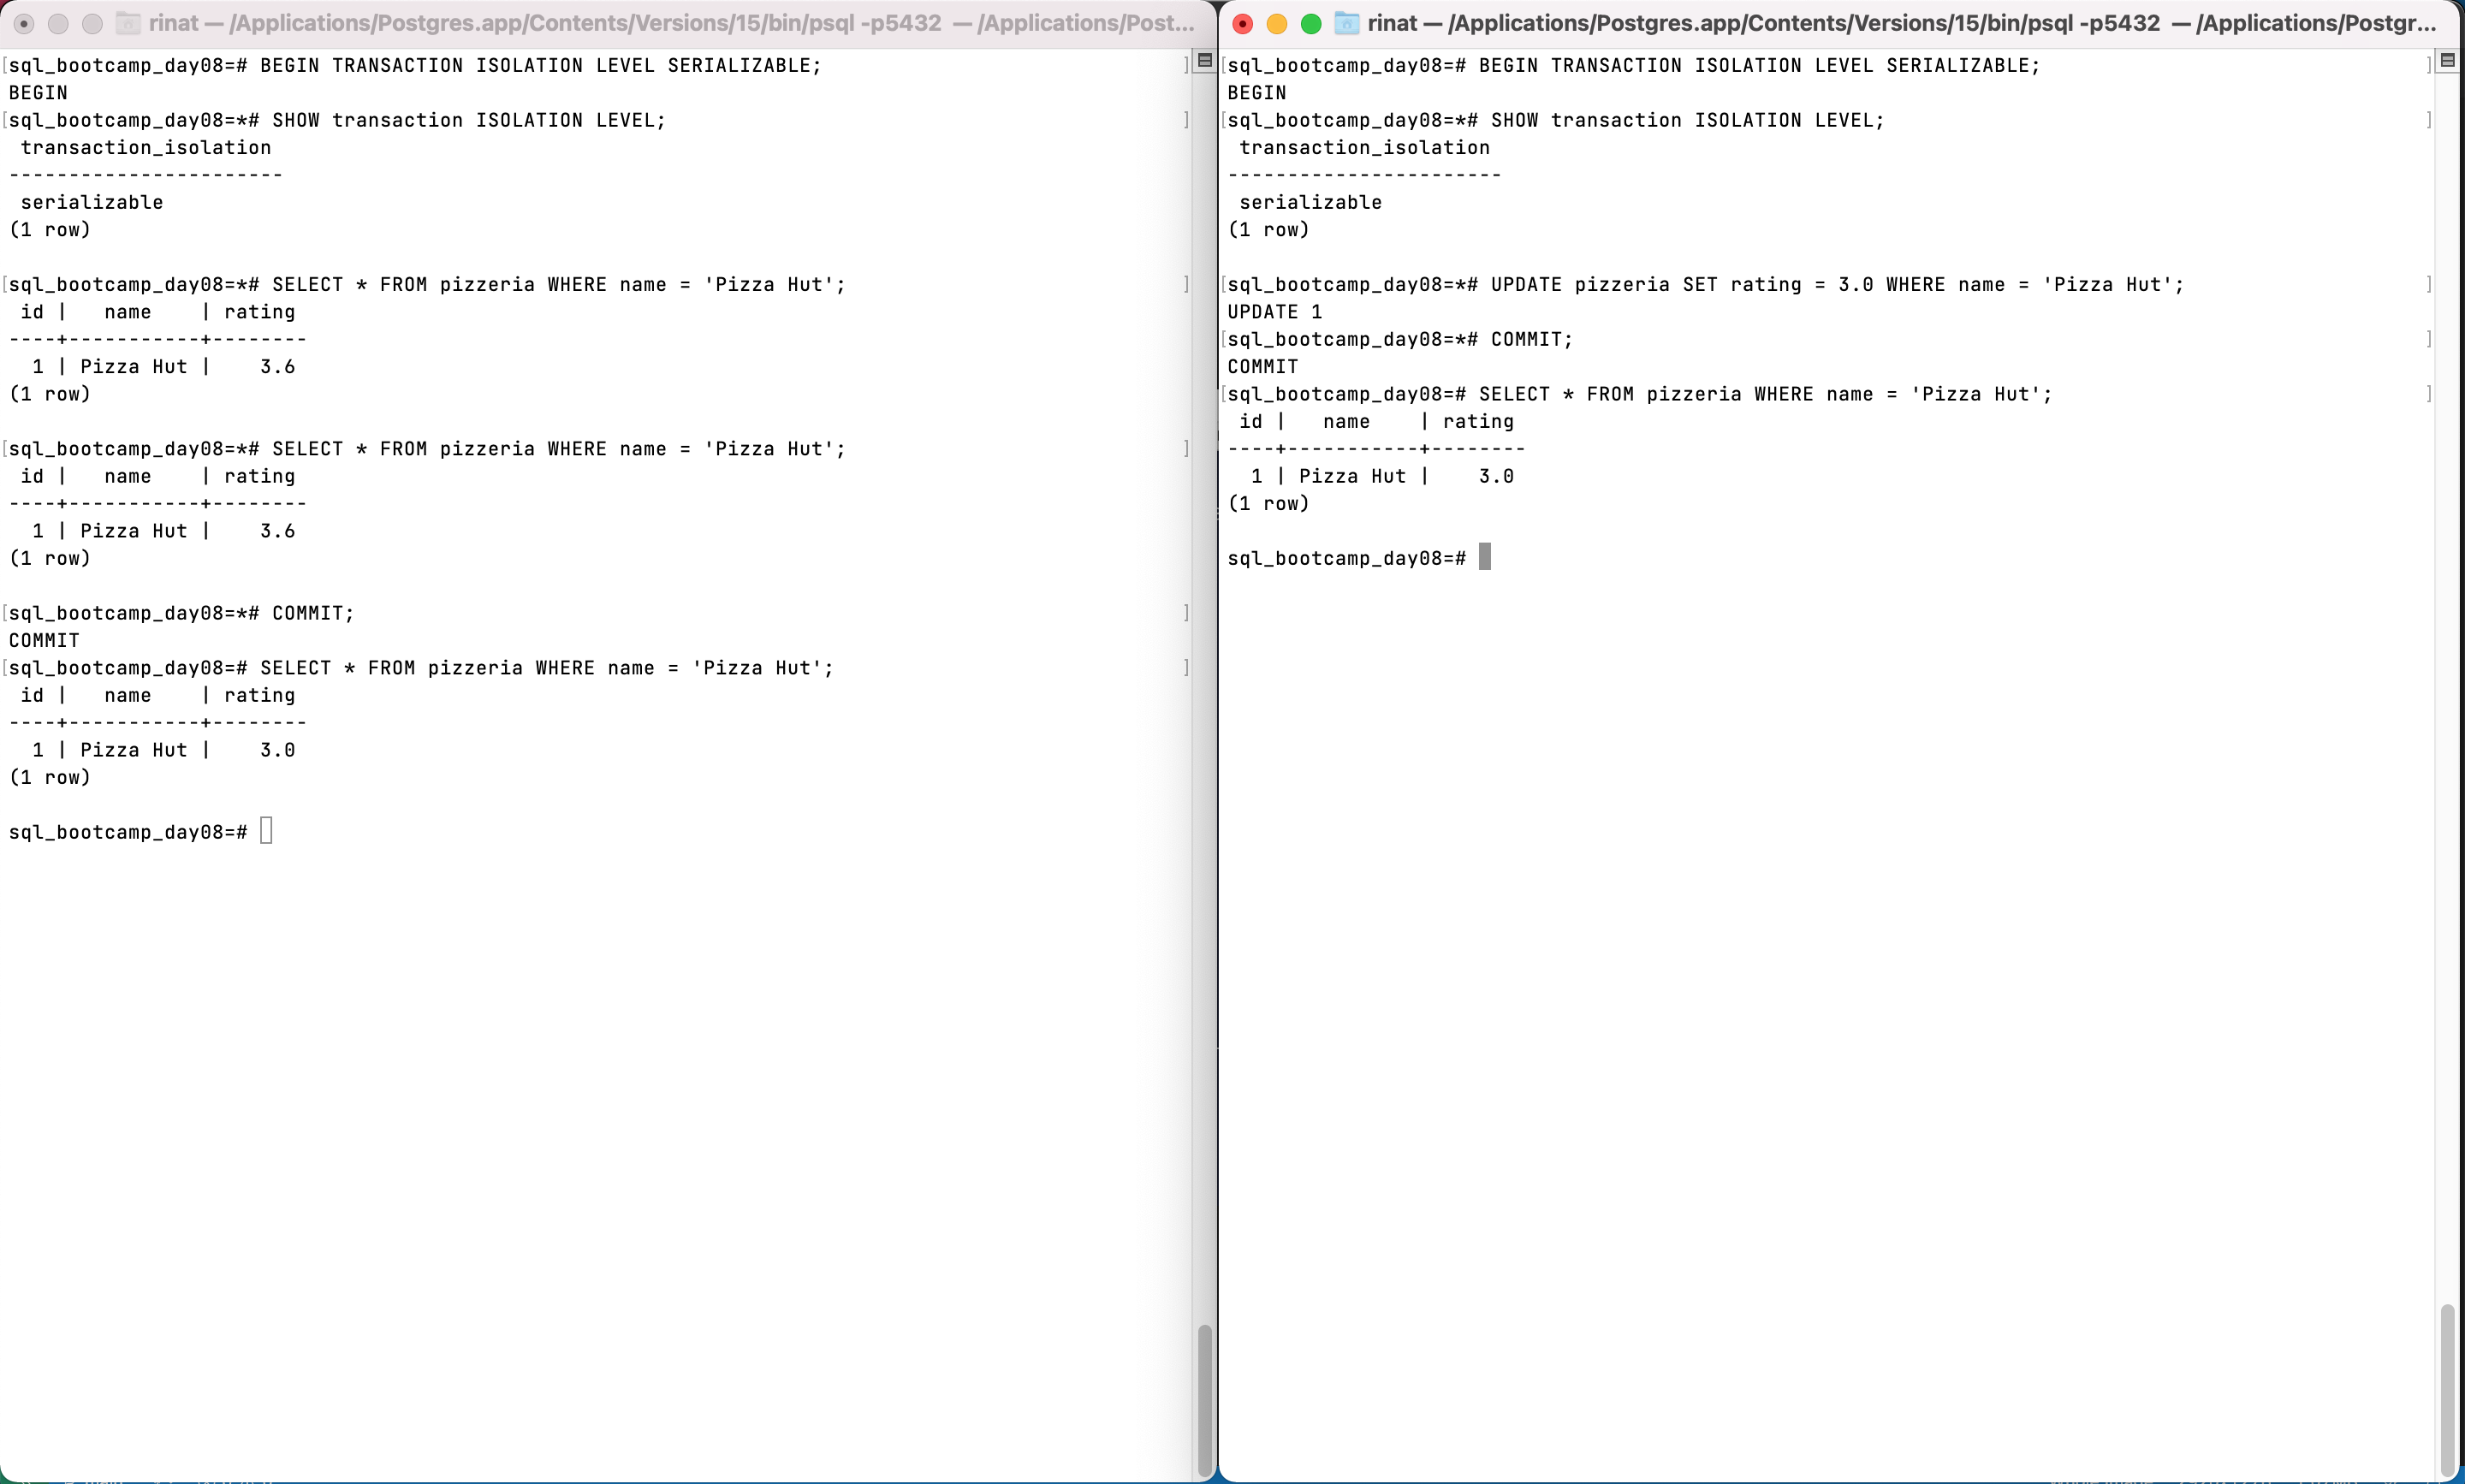 rinat — /Applications/Postgres.app/Contents/Versions/15/bin/psql -p5432 — /Applications/Post...
[sql_bootcamp_day08=# BEGIN TRANSACTION ISOLATION LEVEL SERIALIZABLE; ]
BEGIN
[sql_bootcamp_day08=*# SHOW transaction ISOLATION LEVEL; ]
 transaction_isolation
-----------------------
 serializable
(1 row)
[sql_bootcamp_day08=*# SELECT * FROM pizzeria WHERE name = 'Pizza Hut'; ]
 id |   name    | rating
----+-----------+--------
  1 | Pizza Hut |    3.6
(1 row)
[sql_bootcamp_day08=*# SELECT * FROM pizzeria WHERE name = 'Pizza Hut'; ]
 id |   name    | rating
----+-----------+--------
  1 | Pizza Hut |    3.6
(1 row)
[sql_bootcamp_day08=*# COMMIT; ]
COMMIT
[sql_bootcamp_day08=# SELECT * FROM pizzeria WHERE name = 'Pizza Hut'; ]
 id |   name    | rating
----+-----------+--------
  1 | Pizza Hut |    3.0
(1 row)
sql_bootcamp_day08=#
rinat — /Applications/Postgres.app/Contents/Versions/15/bin/psql -p5432 — /Applications/Postgr...
[sql_bootcamp_day08=# BEGIN TRANSACTION ISOLATION LEVEL SERIALIZABLE; ]
BEGIN
[sql_bootcamp_day08=*# SHOW transaction ISOLATION LEVEL; ]
 transaction_isolation
-----------------------
 serializable
(1 row)
[sql_bootcamp_day08=*# UPDATE pizzeria SET rating = 3.0 WHERE name = 'Pizza Hut'; ]
UPDATE 1
[sql_bootcamp_day08=*# COMMIT; ]
COMMIT
[sql_bootcamp_day08=# SELECT * FROM pizzeria WHERE name = 'Pizza Hut'; ]
 id |   name    | rating
----+-----------+--------
  1 | Pizza Hut |    3.0
(1 row)
sql_bootcamp_day08=#